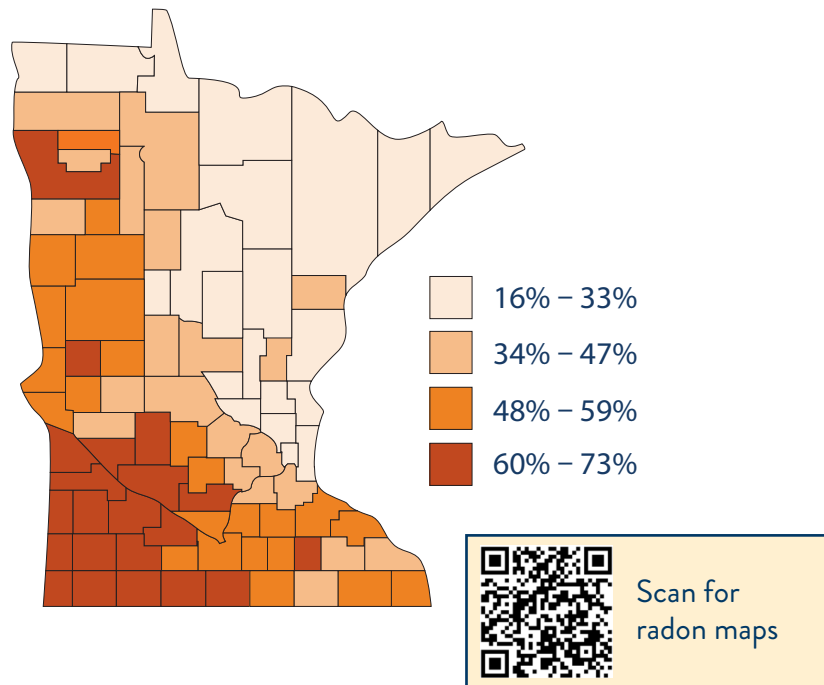 16% – 33%
34% – 47%
48% – 59%
60% – 73%
Scan for
radon maps